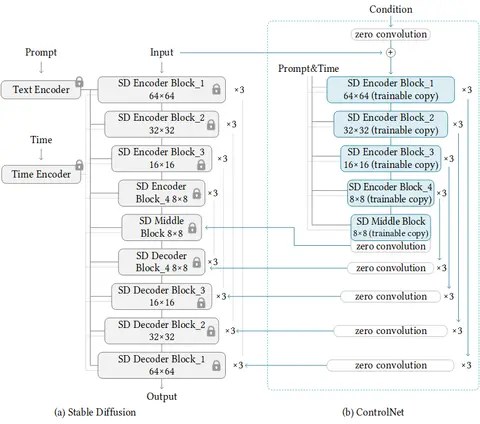 Condition
zero convolution
Prompt
Input
+
Prompt&Time
Text Encoder
SD Encoder Block_1
64×64
×3
SD Encoder Block_1
64×64 (trainable copy)
×3
SD Encoder Block_2
32×32
×3
SD Encoder Block_2
32×32 (trainable copy)
×3
Time
SD Encoder Block_3
16×16
×3
SD Encoder Block_3
16×16 (trainable copy)
×3
Time Encoder
SD Encoder
Block_4 8×8
×3
SD Encoder Block_4
8×8 (trainable copy)
×3
SD Middle
Block 8×8
SD Middle Block
8×8 (trainable copy)
zero convolution
SD Decoder
Block_4 8×8
×3
zero convolution
×3
SD Decoder Block_3
16×16
×3
zero convolution
×3
SD Decoder Block_2
32×32
×3
zero convolution
×3
SD Decoder Block_1
64×64
×3
zero convolution
×3
Output
(a) Stable Diffusion
(b) ControlNet